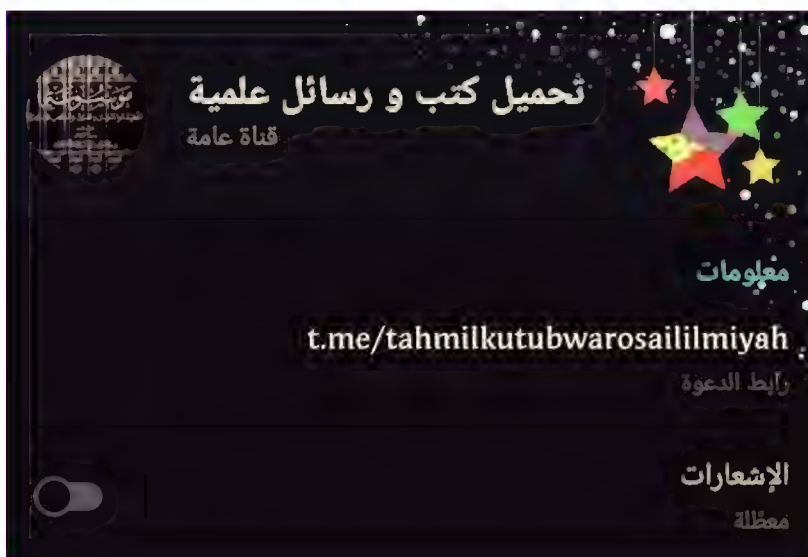 تحميل كتب و رسائل علمية
قناة عامة
معلومات
t.me/tahmilkutubwarosaililmiyah
رابط الدعوة
الإشعارات
معطلة